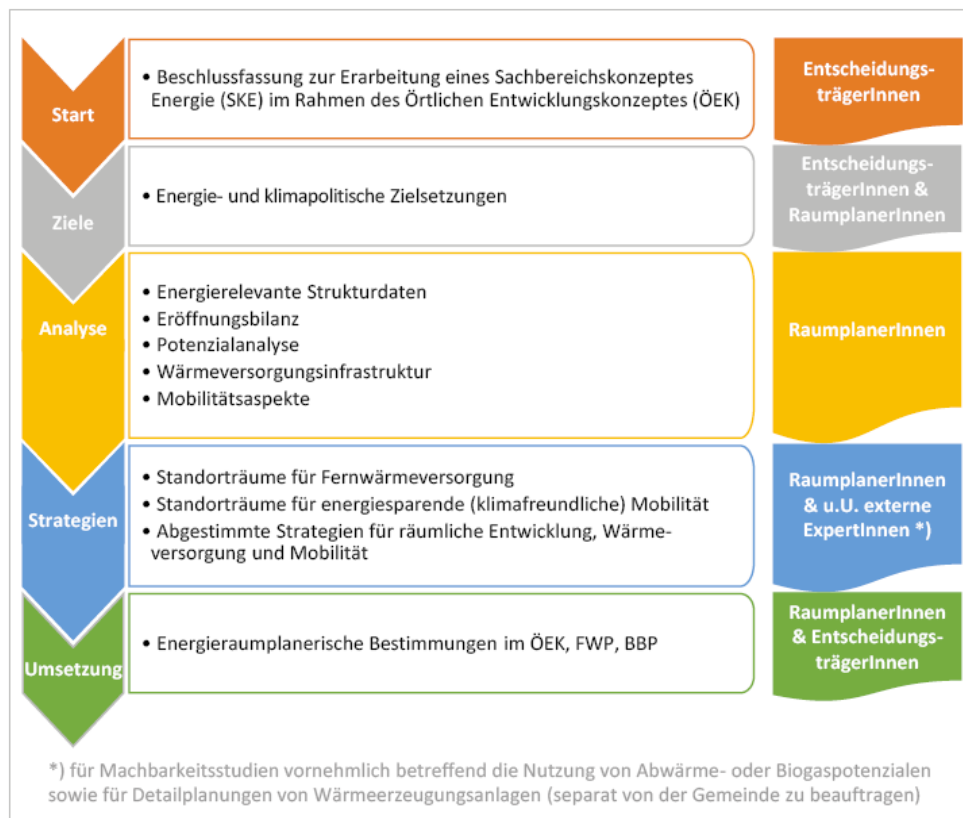 Start
• Beschlussfassung zur Erarbeitung eines Sachbereichskonzeptes
Energie (SKE) im Rahmen des Örtlichen Entwicklungskonzeptes (ÖEK)
Entscheidungs-
trägerInnen
Ziele
• Energie- und klimapolitische Zielsetzungen
Entscheidungs-
trägerInnen &
RaumplanerInnen
Analyse
• Energierelevante Strukturdaten
• Eröffnungsbilanz
• Potenzialanalyse
• Wärmeversorgungsinfrastruktur
• Mobilitätsaspekte
RaumplanerInnen
Strategien
• Standorträume für Fernwärmeversorgung
• Standorträume für energiesparende (klimafreundliche) Mobilität
• Abgestimmte Strategien für räumliche Entwicklung, Wärme-
versorgung und Mobilität
RaumplanerInnen
& u.U. externe
ExpertInnen *)
Umsetzung
• Energieraumplanerische Bestimmungen im ÖEK, FWP, BBP
RaumplanerInnen
& Entscheidungs-
trägerInnen
*) für Machbarkeitsstudien vornehmlich betreffend die Nutzung von Abwärme- oder Biogaspotenzialen
sowie für Detailplanungen von Wärmeerzeugungsanlagen (separat von der Gemeinde zu beauftragen)